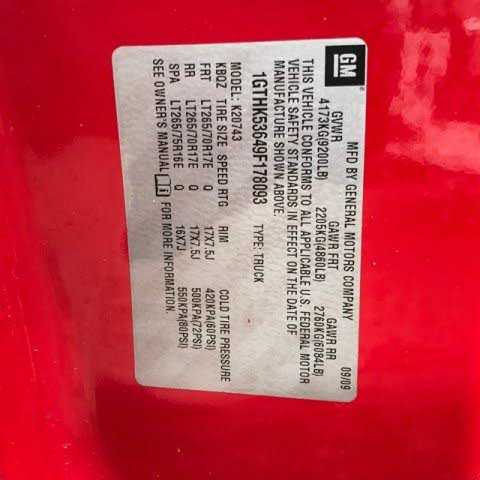 GM
MFD BY GENERAL MOTORS COMPANY
09/09
GVWR GAWR FRT GAWR RR
4173KG(9200LB) 2205KG(4860LB) 2760KG(6084LB)
THIS VEHICLE CONFORMS TO ALL APPLICABLE U.S. FEDERAL MOTOR
VEHICLE SAFETY STANDARDS IN EFFECT ON THE DATE OF
MANUFACTURE SHOWN ABOVE.
1GTHK53649F178093 TYPE: TRUCK
MODEL: K20743
KBQZ TIRE SIZE SPEED RTG RIM COLD TIRE PRESSURE
FRT LT265/70R17E Q 17X7.5J 420KPA(60PSI)
RR LT265/70R17E Q 17X7.5J 500KPA(72PSI)
SPA LT265/75R16E Q 16X7J 550KPA(80PSI)
SEE OWNER'S MANUAL FOR MORE INFORMATION.